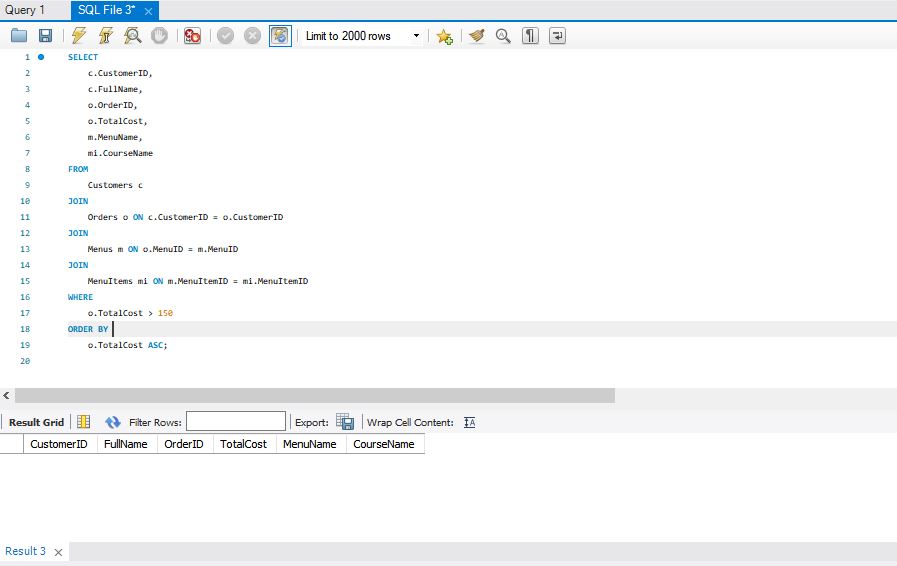 Query 1 SQL File 3* ×
Limit to 2000 rows
1 SELECT
2 c.CustomerID,
3 c.FullName,
4 o.OrderID,
5 o.TotalCost,
6 m.MenuName,
7 mi.CourseName
8 FROM
9 Customers c
10 JOIN
11 Orders o ON c.CustomerID = o.CustomerID
12 JOIN
13 Menus m ON o.MenuID = m.MenuID
14 JOIN
15 MenuItems mi ON m.MenuItemID = mi.MenuItemID
16 WHERE
17 o.TotalCost > 150
18 ORDER BY
19 o.TotalCost ASC;
20
Result Grid Filter Rows: Export: Wrap Cell Content: IA
CustomerID FullName OrderID TotalCost MenuName CourseName
Result 3 ×